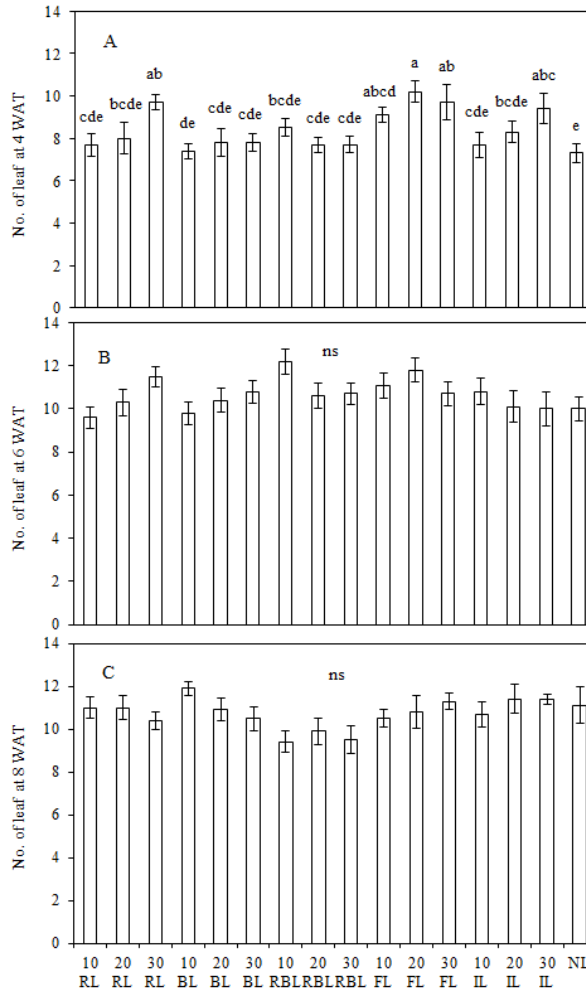 14
A
12
10
8
6
4
2
0
No. of leaf at 4 WAT
cde bcde ab de cde cde bcde cde cde abcd a ab cde bcde abc e
14
B
ns
12
10
8
6
4
2
0
No. of leaf at 6 WAT
14
C
ns
12
10
8
6
4
2
0
No. of leaf at 8 WAT
10 20 30 10 20 30 10 20 30 10 20 30 10 20 30 NL
RL RL RL BL BL BL RBL RBL RBL FL FL FL IL IL IL